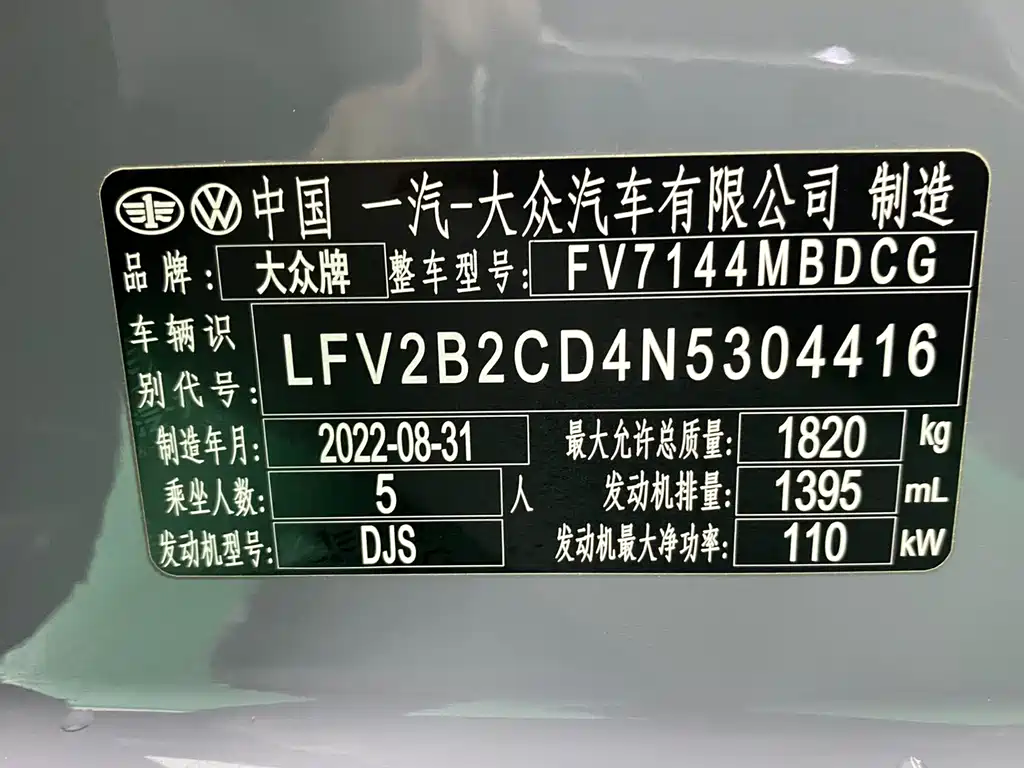 中国 一汽-大众汽车有限公司 制造
品牌: 大众牌 整车型号: FV7144MBDCG
车辆识别代号: LFV2B2CD4N5304416
制造年月: 2022-08-31 最大允许总质量: 1820 kg
乘坐人数: 5 人 发动机排量: 1395 mL
发动机型号: DJS 发动机最大净功率: 110 kW